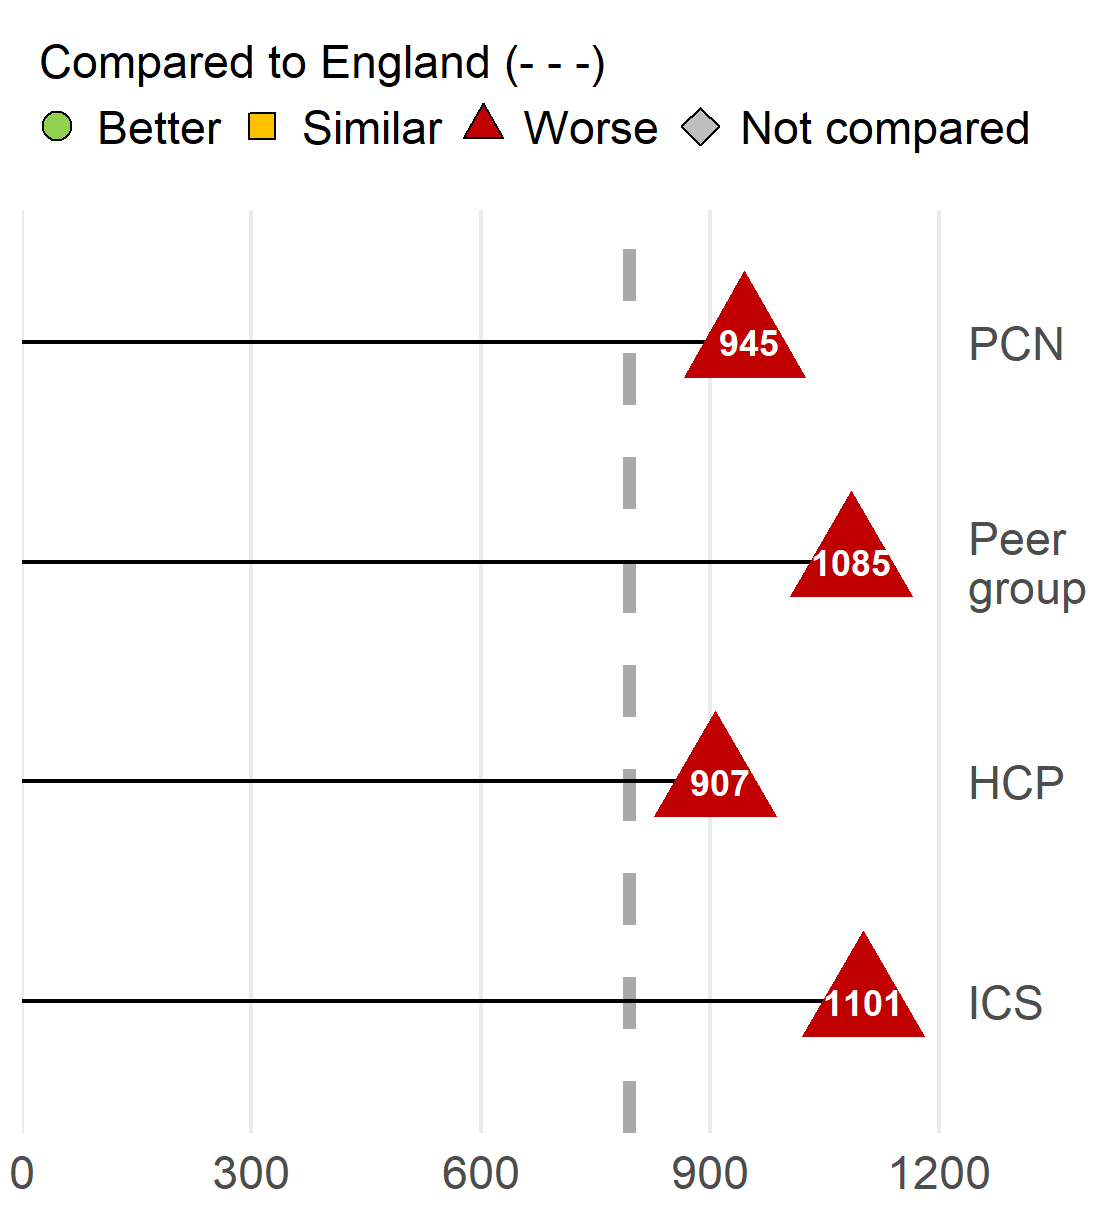 Compared to England (- - -)
Better Similar Worse Not compared
945 PCN
1085 Peer
group
907 HCP
1101 ICS
0 300 600 900 1200